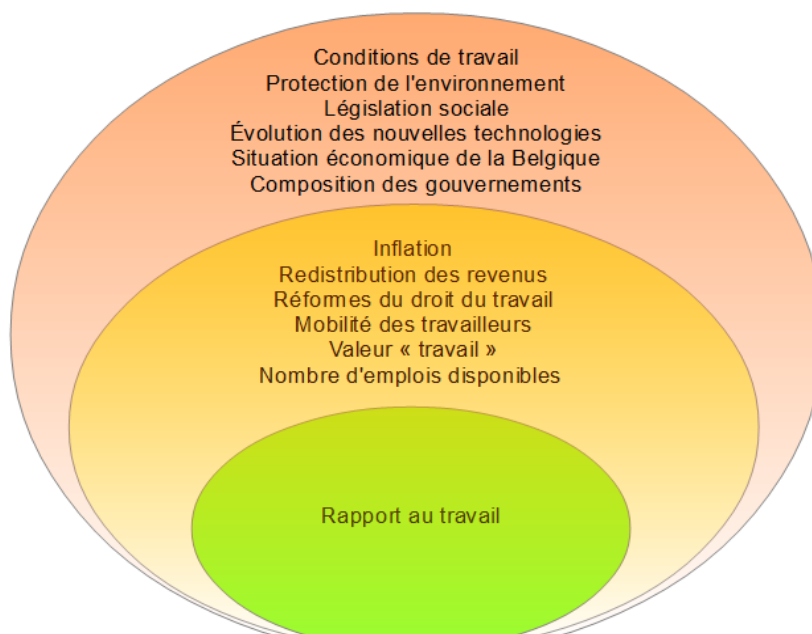 Conditions de travail
Protection de l'environnement
Législation sociale
Évolution des nouvelles technologies
Situation économique de la Belgique
Composition des gouvernements
Inflation
Redistribution des revenus
Réformes du droit du travail
Mobilité des travailleurs
Valeur « travail »
Nombre d'emplois disponibles
Rapport au travail